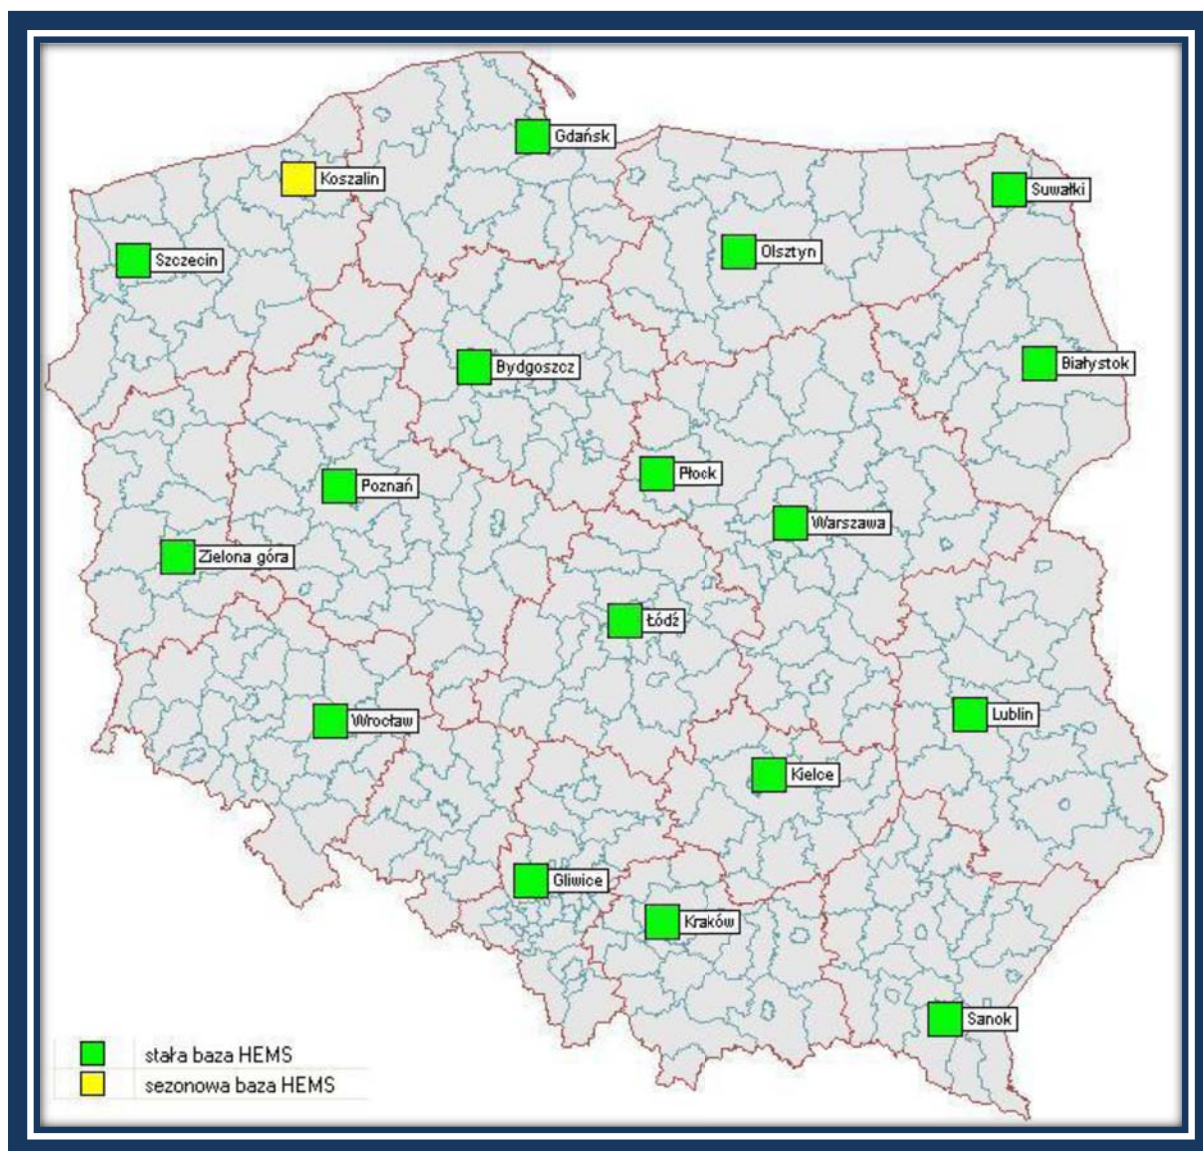 Gdańsk
Koszalin
Suwałki
Olsztyn
Szczecin
Białystok
Bydgoszcz
Płock
Poznań
Warszawa
Zielona góra
Łódź
Lublin
Wrocław
Kielce
Gliwice
Kraków
Sanok
stała baza HEMS
sezonowa baza HEMS